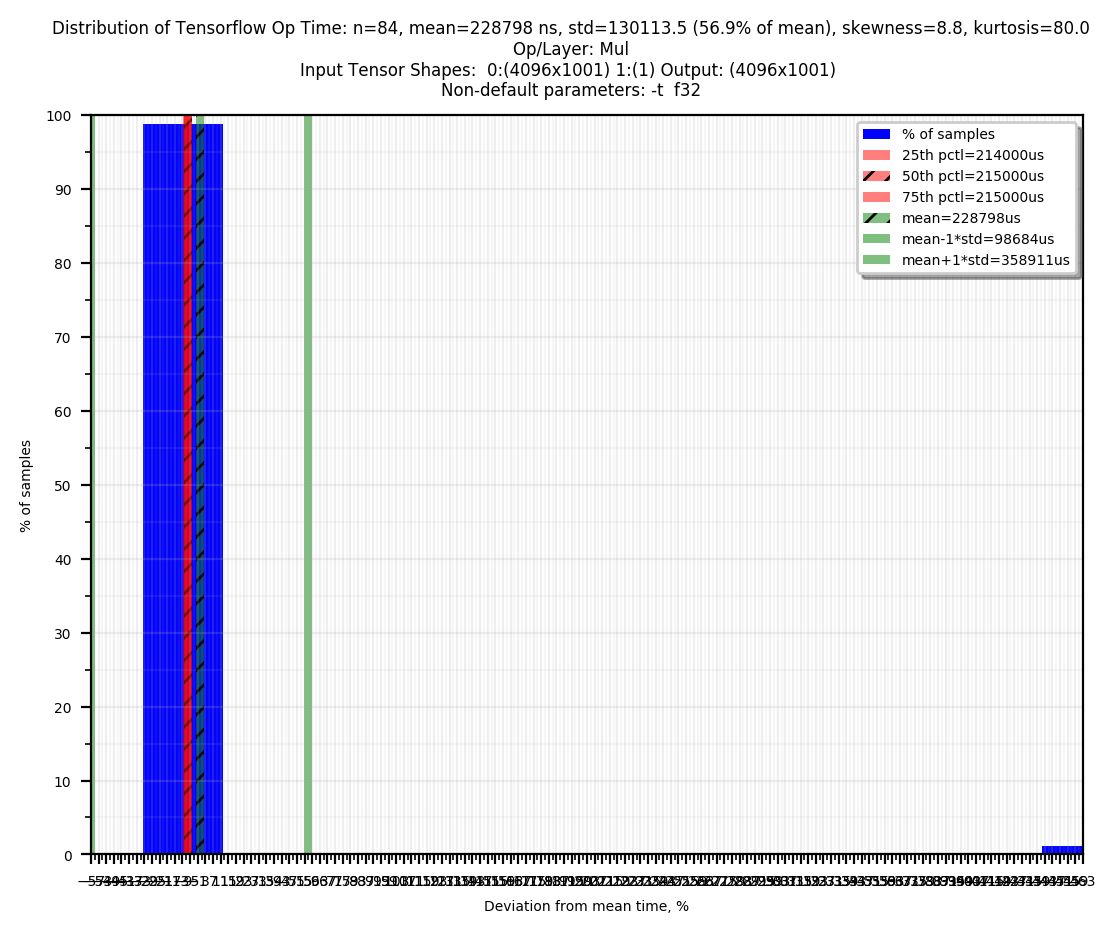 Distribution of Tensorflow Op Time: n=84, mean=228798 ns, std=130113.5 (56.9% of mean), skewness=8.8, kurtosis=80.0
Op/Layer: Mul
Input Tensor Shapes:  0:(4096x1001) 1:(1) Output: (4096x1001)
Non-default parameters: -t  f32
100
90
80
70
60
50
40
30
20
10
0
% of samples
% of samples
25th pctl=214000us
50th pctl=215000us
75th pctl=215000us
mean=228798us
mean-1*std=98684us
mean+1*std=358911us
Deviation from mean time, %